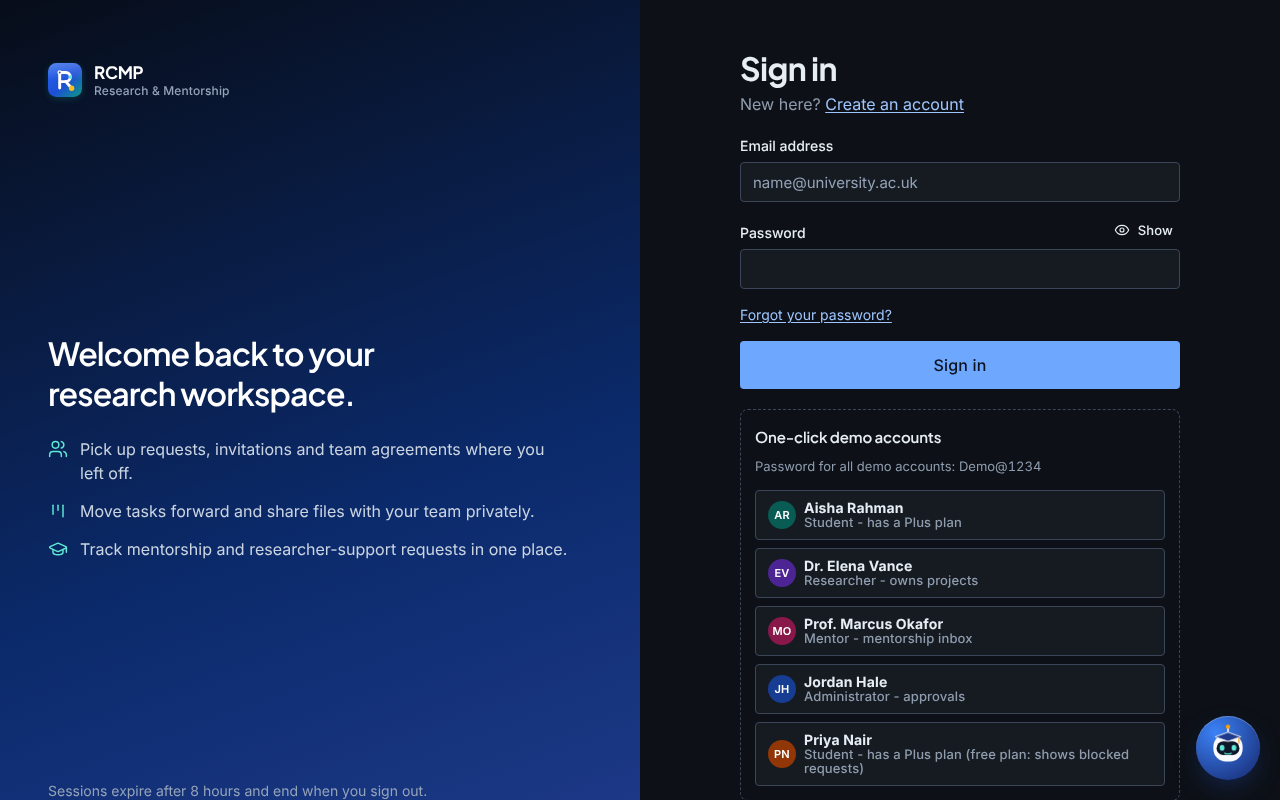 RCMP
Research & Mentorship
Welcome back to your
research workspace.
Pick up requests, invitations and team agreements where you
left off.
Move tasks forward and share files with your team privately.
Track mentorship and researcher-support requests in one place.
Sessions expire after 8 hours and end when you sign out.
Sign in
New here? Create an account
Email address
name@university.ac.uk
Password
Show
Forgot your password?
Sign in
One-click demo accounts
Password for all demo accounts: Demo@1234
AR
Aisha Rahman
Student - has a Plus plan
EV
Dr. Elena Vance
Researcher - owns projects
MO
Prof. Marcus Okafor
Mentor - mentorship inbox
JH
Jordan Hale
Administrator - approvals
PN
Priya Nair
Student - has a Plus plan (free plan: shows blocked
requests)